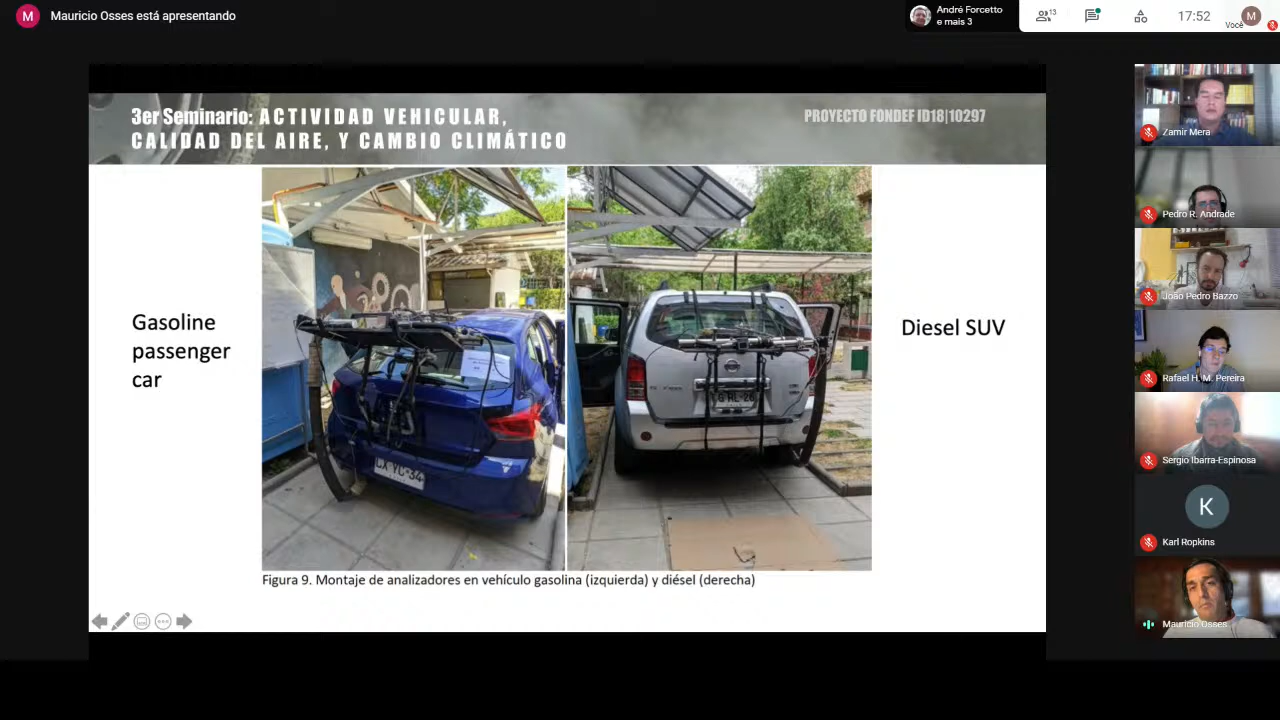 M
Mauricio Osses está apresentando
André Forcetto
e mais 3
13
17:52
M
Você
3er Seminario: ACTIVIDAD VEHICULAR,
CALIDAD DEL AIRE, Y CAMBIO CLIMÁTICO
PROYECTO FONDEF ID18|10297
Gasoline
passenger
car
LX YC-34
Diesel SUV
Figura 9. Montaje de analizadores en vehículo gasolina (izquierda) y diésel (derecha)
Zamir Mera
Pedro R. Andrade
João Pedro Bazzo
Rafael H. M. Pereira
Sergio Ibarra-Espinosa
K
Karl Ropkins
Mauricio Osses